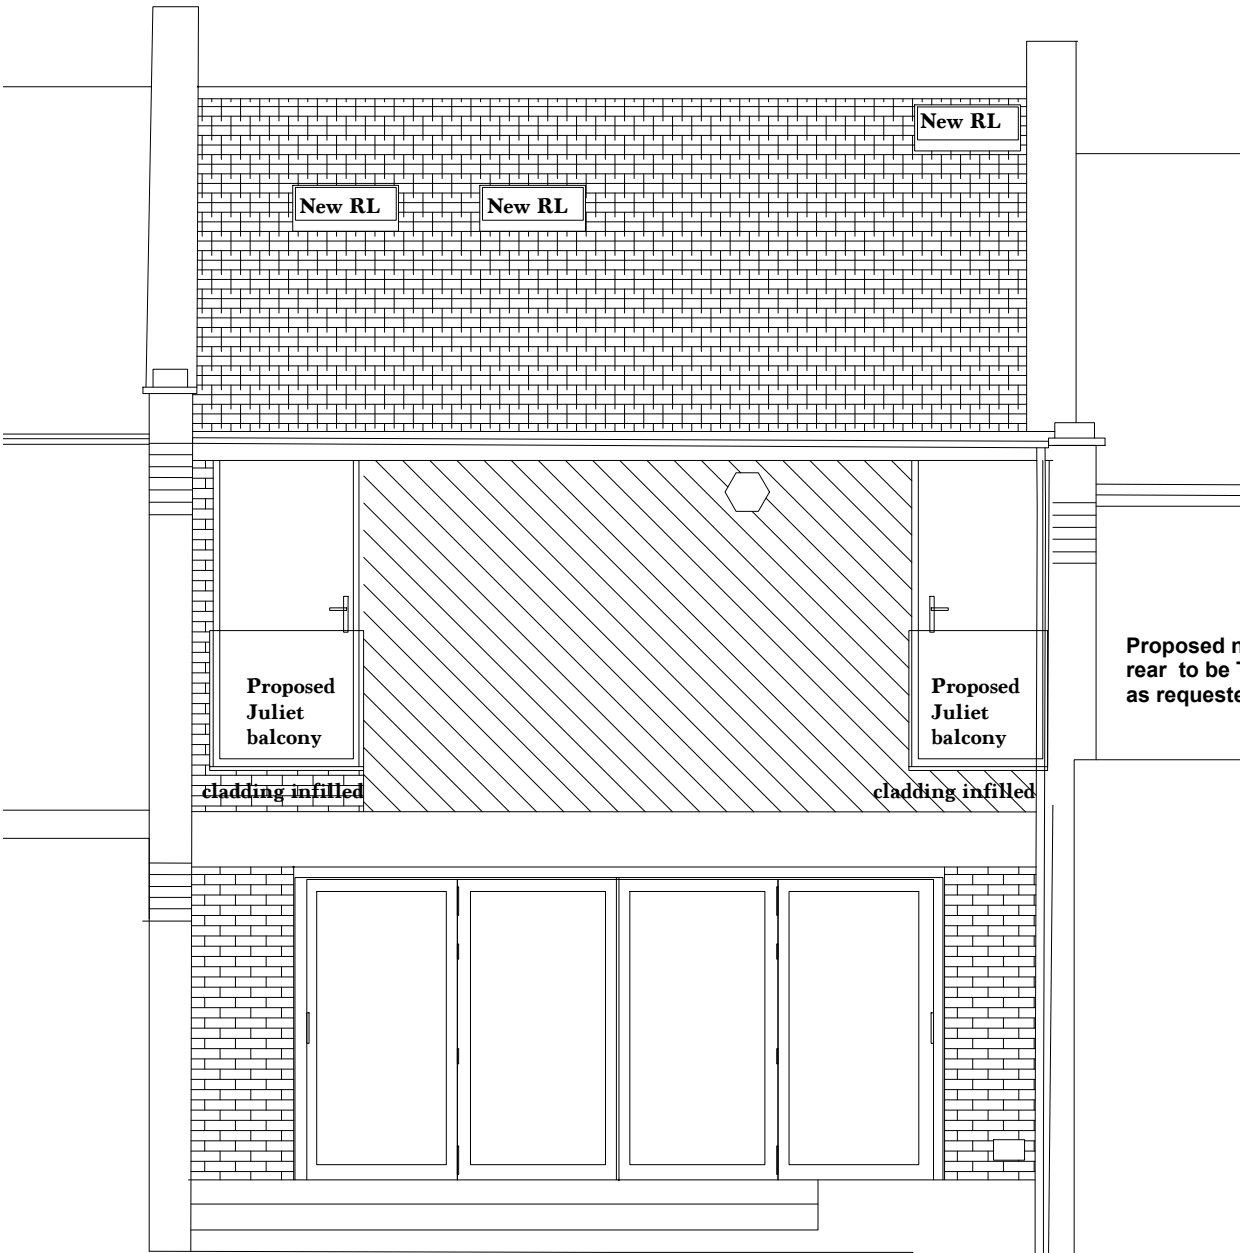 New RL
New RL
New RL
Proposed
Juliet
balcony
cladding infilled
Proposed
Juliet
balcony
cladding infilled
Proposed
rear to be
as requeste